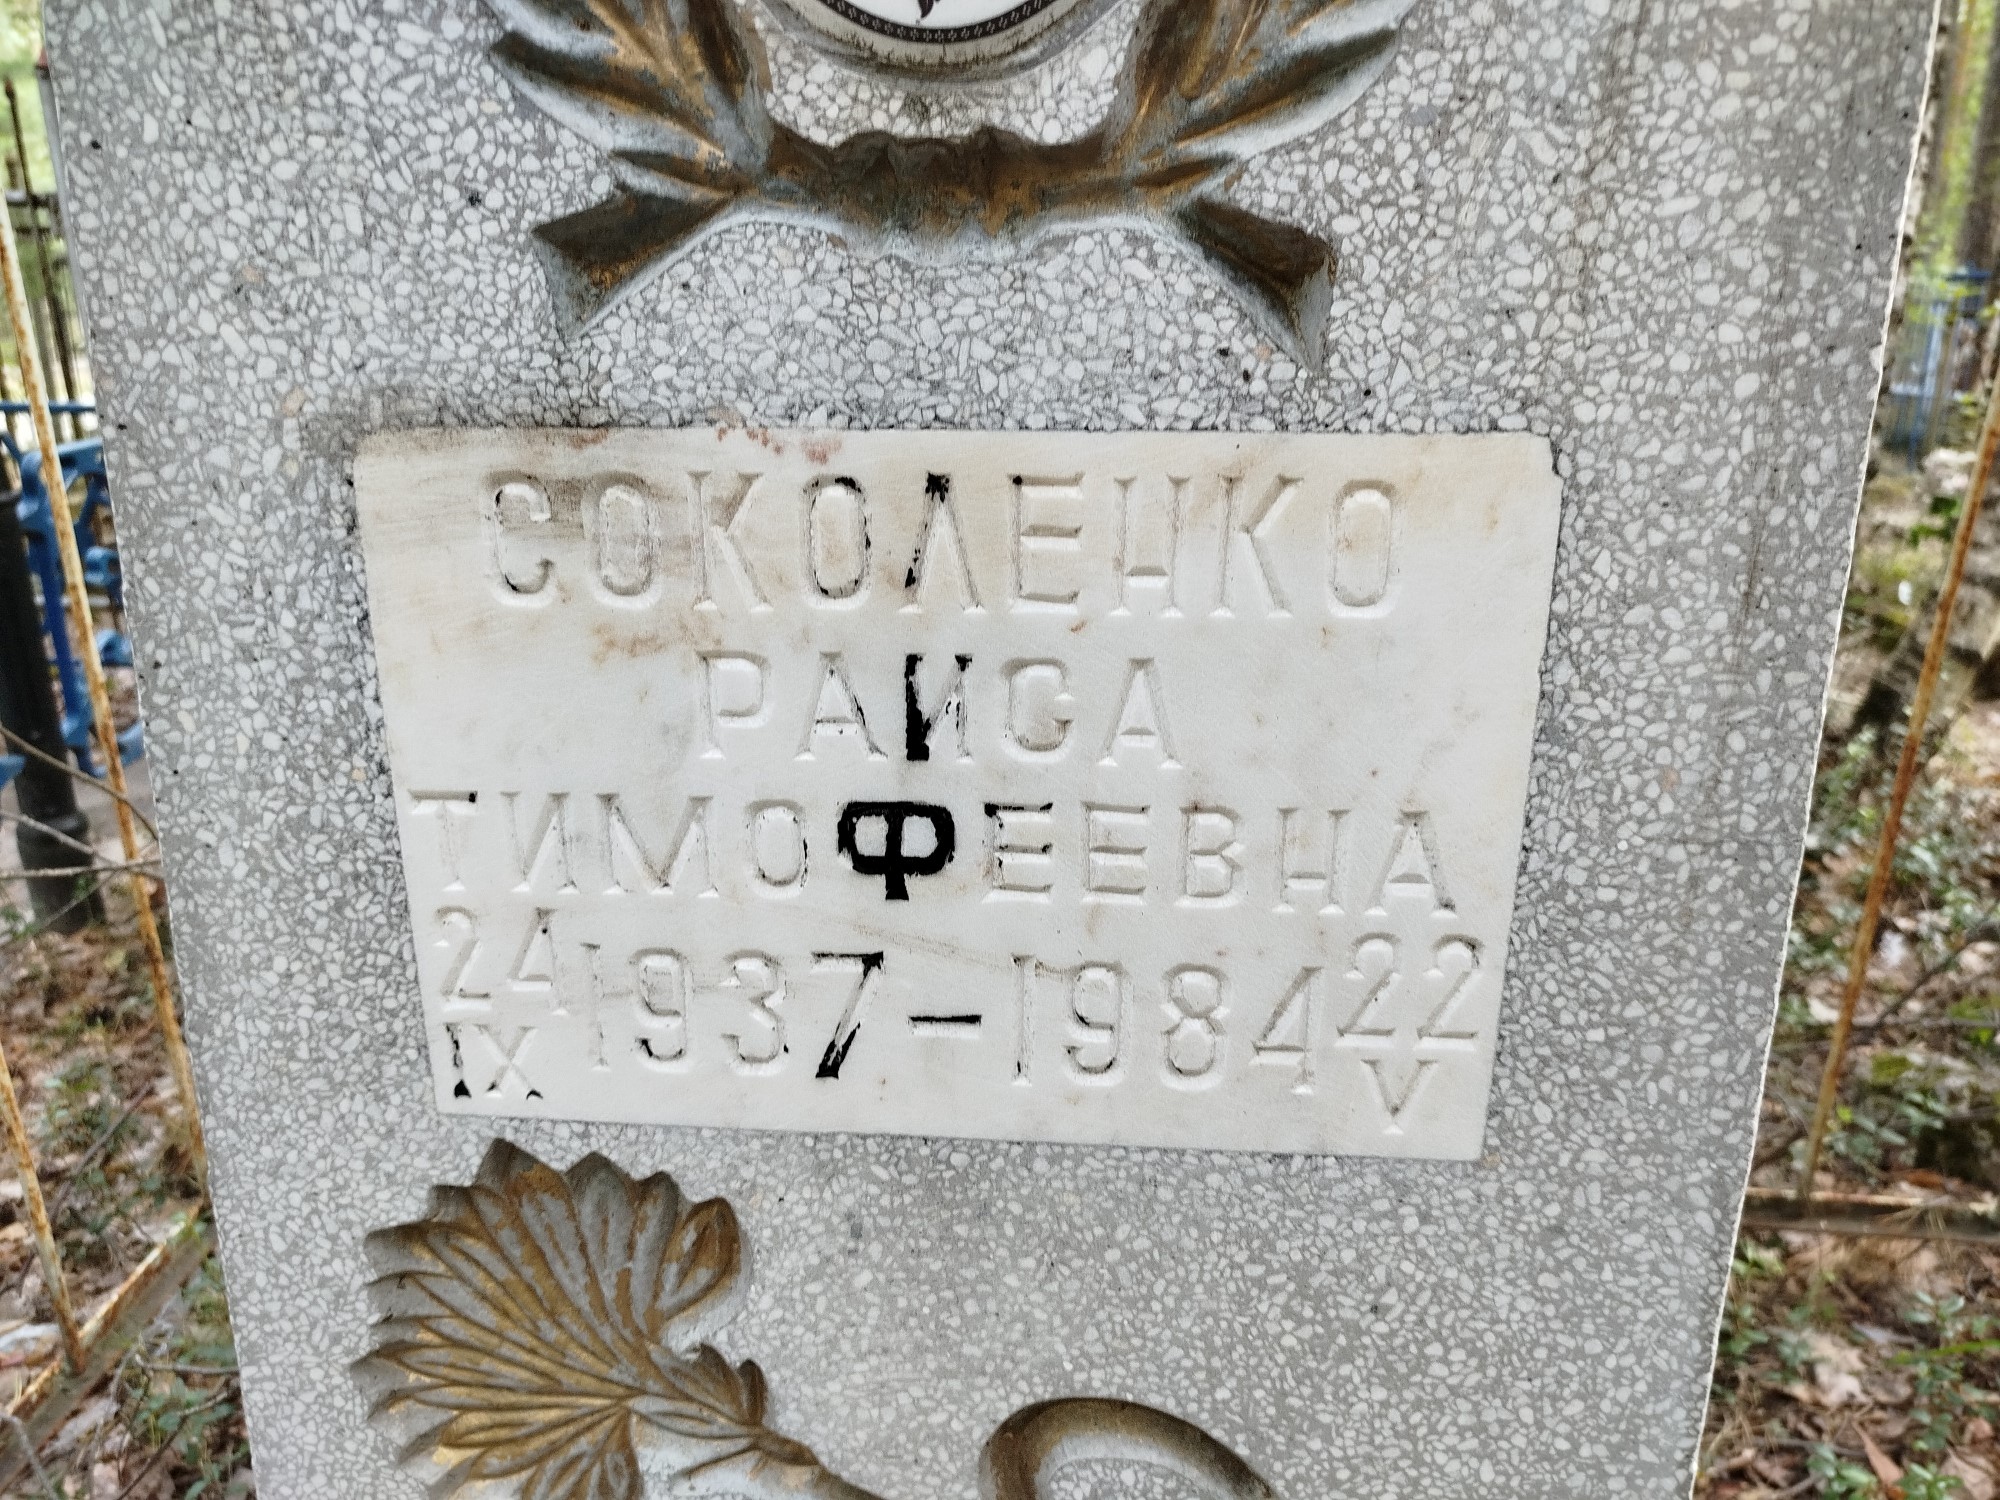 СОКОЛЕНКО
РАИСА
ТИМОФЕЕВНА
24 IX 1937 – 1984 22 V